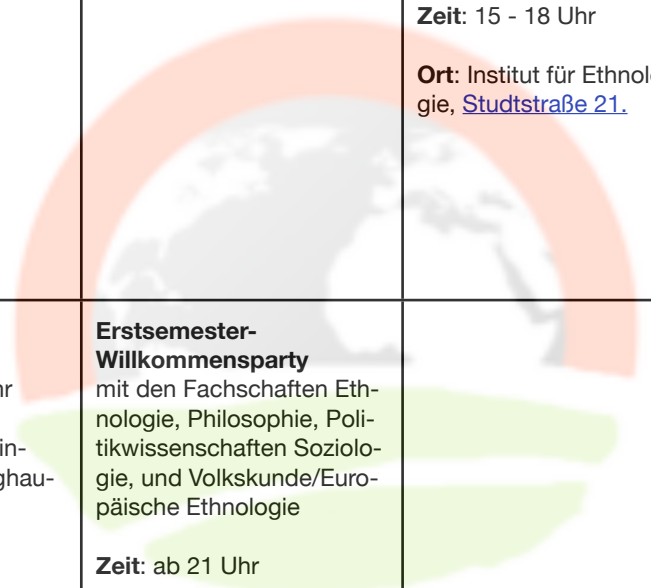 Zeit: 15 - 18 Uhr
Ort: Institut für Ethnolo
gie, Studtstraße 21.
Erstsemester-
Willkommensparty
mit den Fachschaften Eth-
nologie, Philosophie, Poli-
tikwissenschaften Soziolo-
gie, und Volkskunde/Euro-
päische Ethnologie
Zeit: ab 21 Uhr